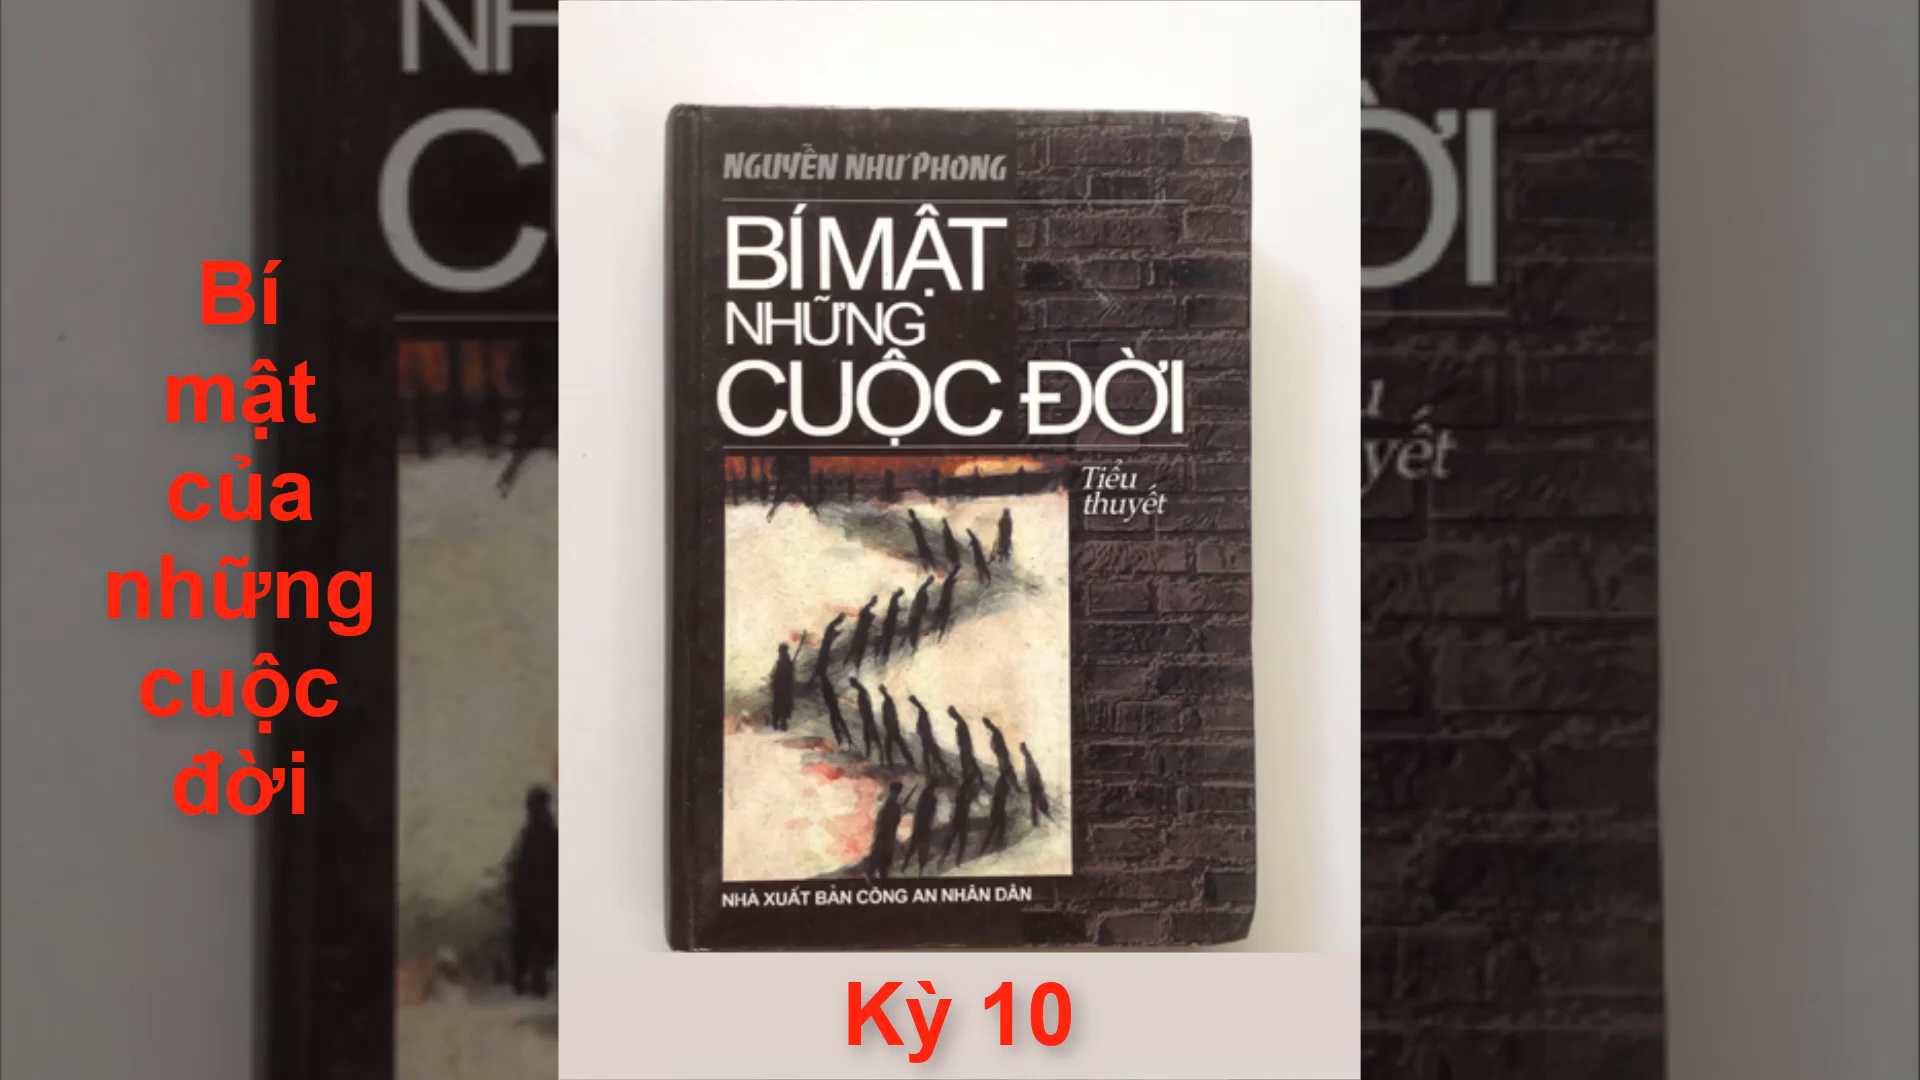 Bí
mật
của
những
cuộc
đời
NGUYỄN NHƯ PHONG
BÍ MẬT
NHỮNG
CUỘC ĐỜI
Tiểu
thuyết
NHÀ XUẤT BẢN CÔNG AN NHÂN DÂN
Kỳ 10